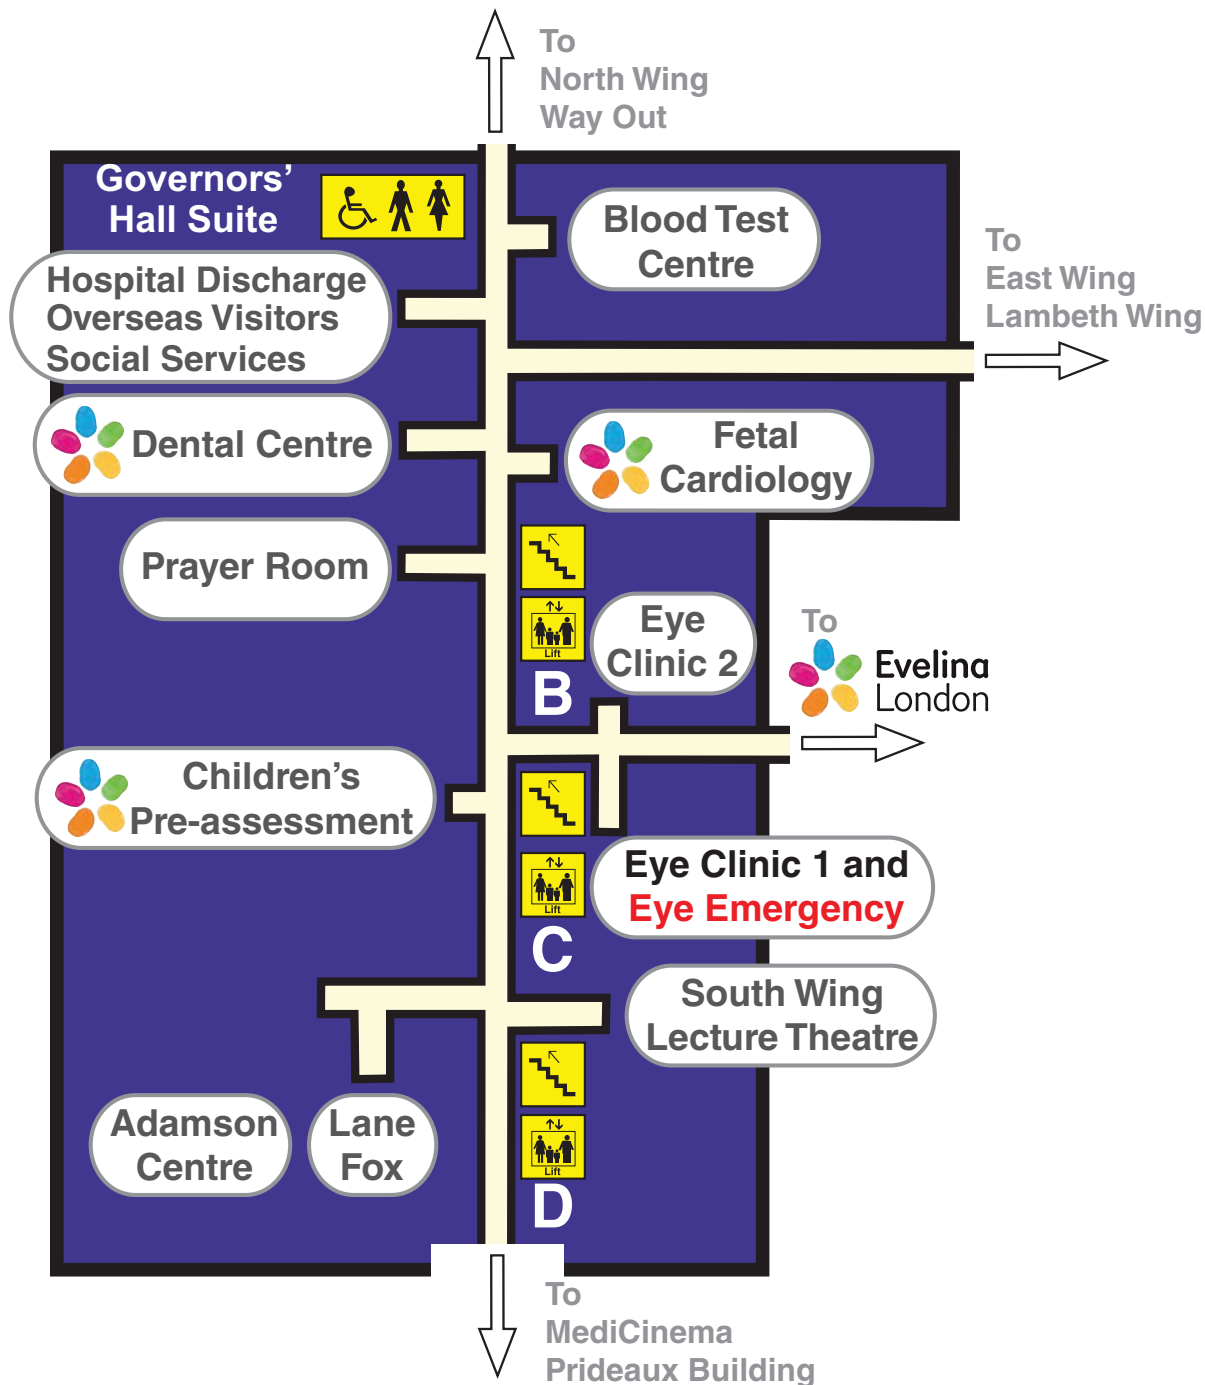 To
North Wing
Way Out
Governors’
Hall Suite
Blood Test
Centre
Hospital Discharge
Overseas Visitors
Social Services
To
East Wing
Lambeth Wing
Dental Centre
Fetal
Cardiology
Prayer Room
Lift
B
Eye
Clinic 2
To
Evelina
London
Children’s
Pre-assessment
Lift
C
Eye Clinic 1 and
Eye Emergency
South Wing
Lecture Theatre
Adamson
Centre
Lane
Fox
Lift
D
To
MediCinema
Prideaux Building